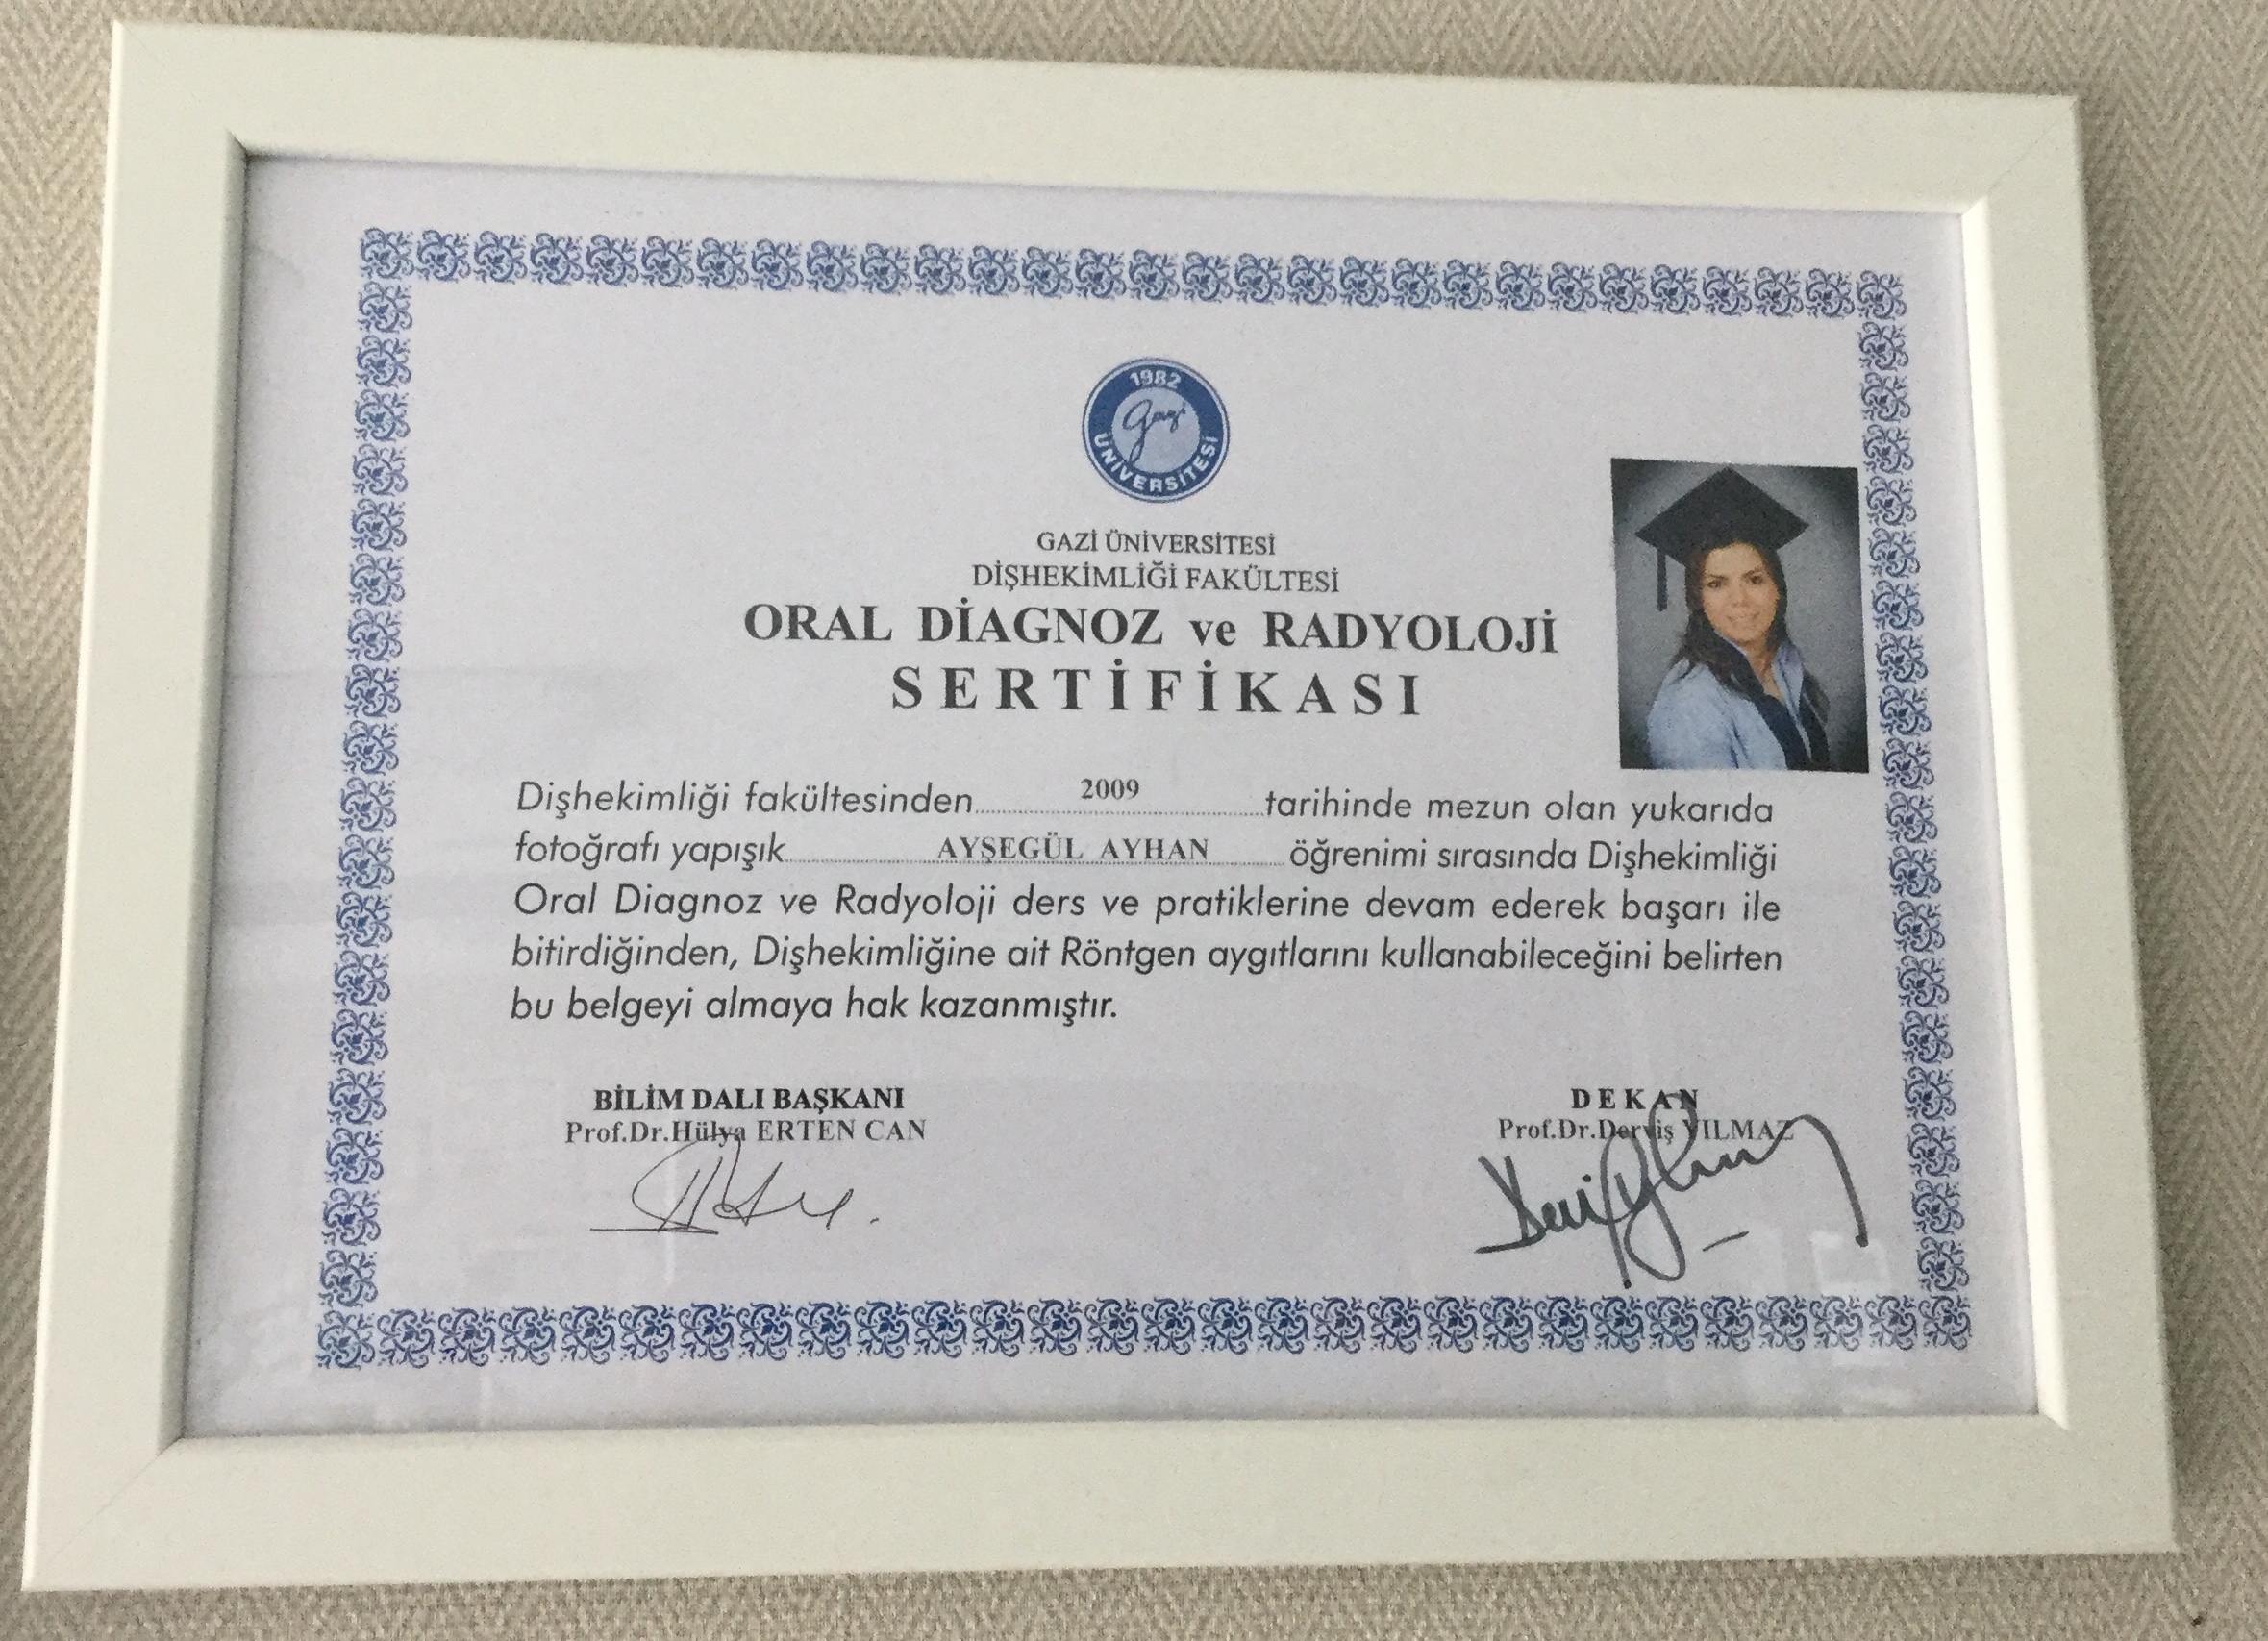 1982
gazi
ÜNİVERSİTESİ
GAZİ ÜNİVERSİTESİ
DİŞHEKİMLİĞİ FAKÜLTESİ
ORAL DİAGNOZ ve RADYOLOJİ
SERTİFİKASI
Dişhekimliği fakültesinden 2009 tarihinde mezun olan yukarıda
fotoğrafı yapışık AYŞEGÜL AYHAN öğrenimi sırasında Dişhekimliği
Oral Diagnoz ve Radyoloji ders ve pratiklerine devam ederek başarı ile
bitirdiğinden, Dişhekimliğine ait Röntgen aygıtlarını kullanabileceğini belirten
bu belgeyi almaya hak kazanmıştır.
BİLİM DALI BAŞKANI
Prof.Dr.Hülya ERTEN CAN
DEKAN
Prof.Dr.Derviş YILMAZ